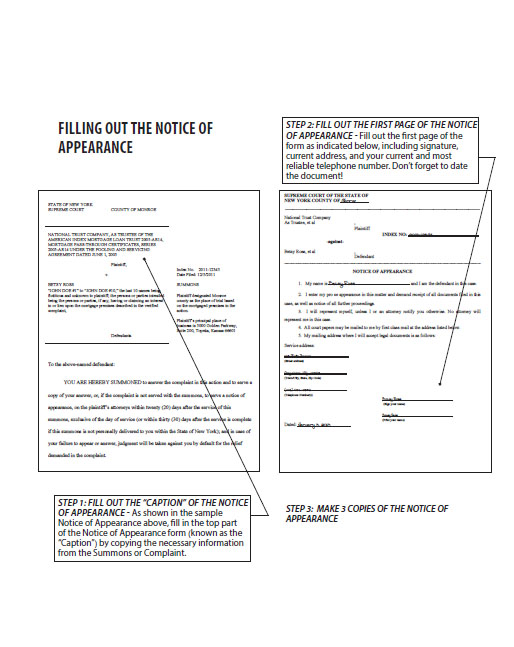 FILLING OUT THE NOTICE OF
APPEARANCE
STEP 2: FILL OUT THE FIRST PAGE OF THE NOTICE
OF APPEARANCE - Fill out the first page of the
form as indicated below, including signature,
current address, and your current and most
reliable telephone number. Don't forget to date
the document!
STATE OF NEW YORK
SUPREME COURT COUNTY OF MONROE
NATIONAL TRUST COMPANY, AS TRUSTEE OF THE
AMERICAN INDEX MORTGAGE LOAN TRUST 2003-AR14,
MORTGAGE PASSTHROUGH CERTIFICATES, SERIES
2003-AR14 UNDER THE POOLING AND SERVICING
AGREEMENT DATED JUNE 1, 2003
Plaintiff,
v
BETSY ROSS
"JOHN DOE #1" to "JOHN DOE #10," the last 10 names being
fictitious and unknown to plaintiff, the persons or parties intended
being the persons or parties, if any, having or claiming an interest
in or lien upon the mortgaged premises described in the verified
complaint,
Defendants.
Index No. 2011-12345
Date Filed: 12/5/2011
SUMMONS
Plaintiff designated Monroe
county as the place of trial based
on the mortgaged premises in the
action.
Plaintiff's principal place of
business is 5000 Golden Parkway,
Suite 200, Topeka, Kansas 66603
To the above-named defendant:
YOU ARE HEREBY SUMMONED to answer the complaint in this action and to serve a
copy of your answer, or, if the complaint is not served with the summons, to serve a notice of
appearance, on the plaintiff's attorneys within twenty (20) days after the service of this
summons, exclusive of the day of service (or within thirty (30) days after the service is complete
if this summons is not personally delivered to you within the State of New York); and in case of
your failure to appear or answer, judgment will be taken against you by default for the relief
demanded in the complaint.
SUPREME COURT OF THE STATE OF
NEW YORK COUNTY OF Monroe
National Trust Company
As Trustee, et al
Plaintiff
INDEX NO:
-against-
Betsy Ross, et al
Defendant
NOTICE OF APPEARANCE
1. My name is Betsy Ross and I am the defendant in this case.
2. I enter my pro se appearance in this matter and demand receipt of all documents filed in this
case, as well as notice of all further proceedings.
3. I will represent myself, unless I or an attorney notify you otherwise. No attorney will
represent me in this case.
4. All court papers may be mailed to me by first class mail at the address listed below.
5. My mailing address where I will accept legal documents is as follows:
Service address:
(Street address)
(Telephone Number(s))
Betsy Ross
(Sign your name)
Betsy Ross
(Print your name)
Dated: January 5, 2012
STEP 1: FILL OUT THE "CAPTION" OF THE NOTICE
OF APPEARANCE - As shown in the sample
Notice of Appearance above, fill in the top part
of the Notice of Appearance form (known as the
"Caption") by copying the necessary information
from the Summons or Complaint.
STEP 3: MAKE 3 COPIES OF THE NOTICE OF
APPEARANCE